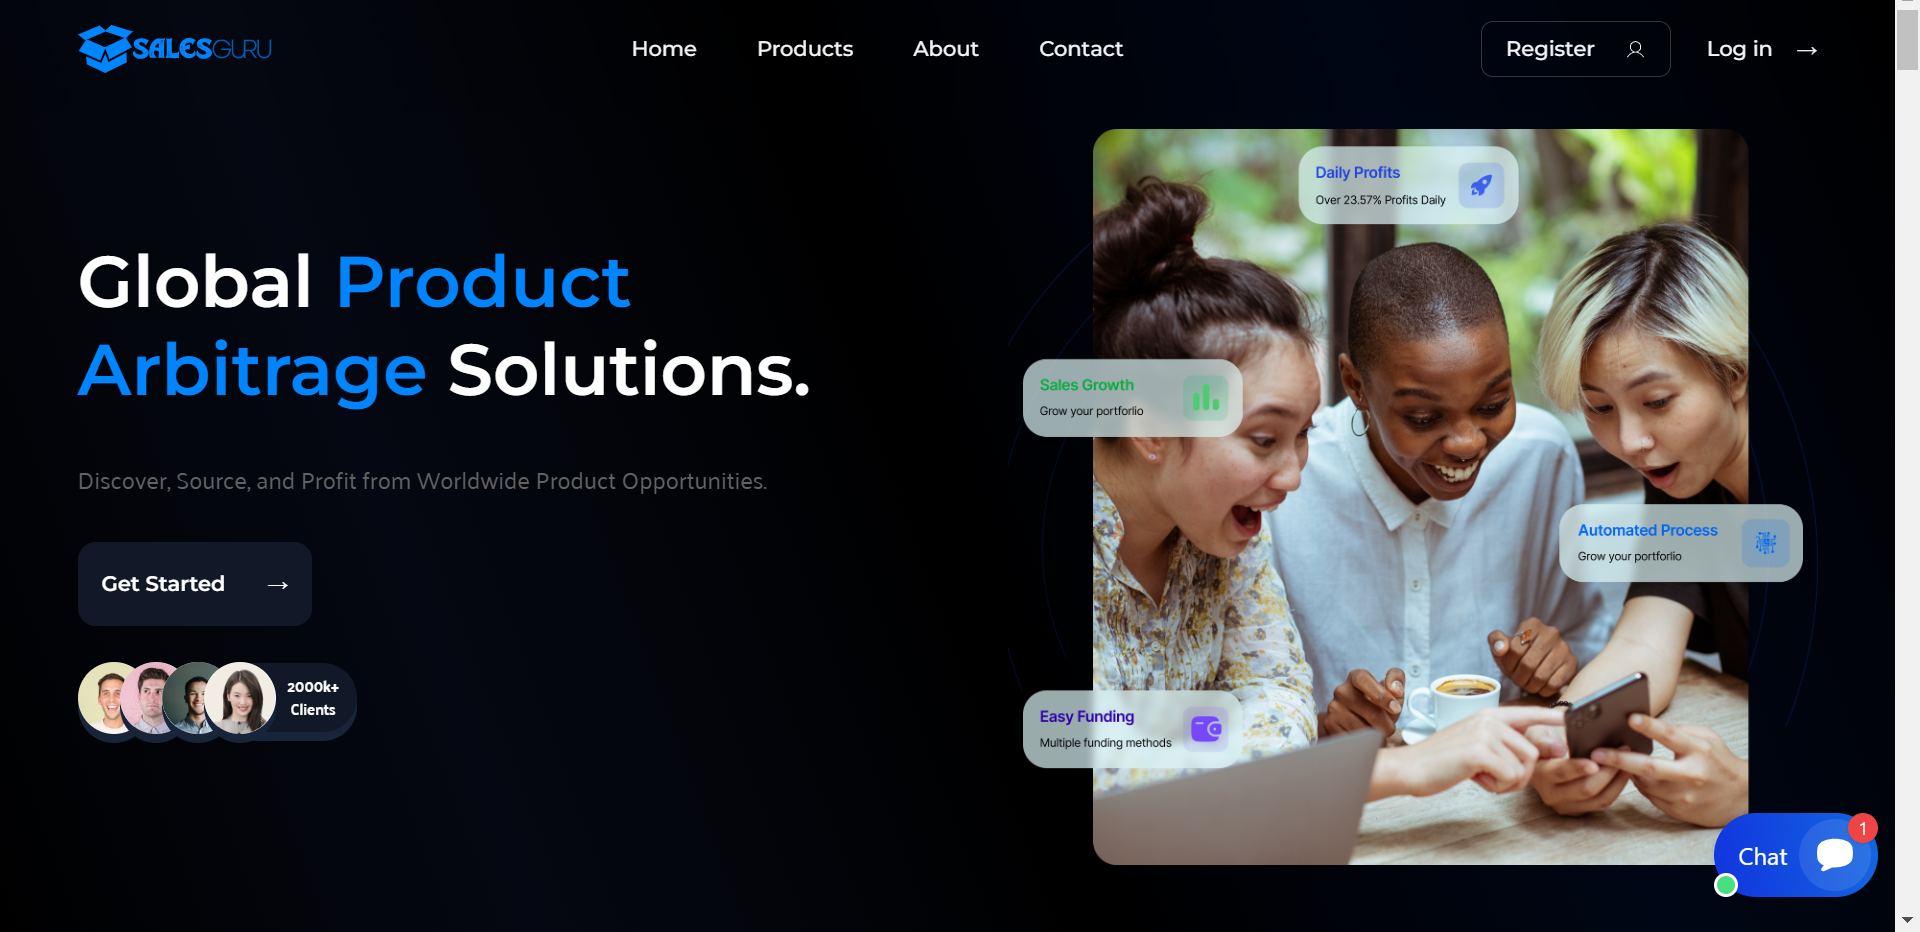 SALESGURU
Home
Products
About
Contact
Register
Log in
Global Product
Arbitrage Solutions.
Discover, Source, and Profit from Worldwide Product Opportunities.
Get Started
2000k+
Clients
Daily Profits
Over 23.57% Profits Daily
Sales Growth
Grow your portforlio
Automated Process
Grow your portforlio
Easy Funding
Multiple funding methods
Chat
1